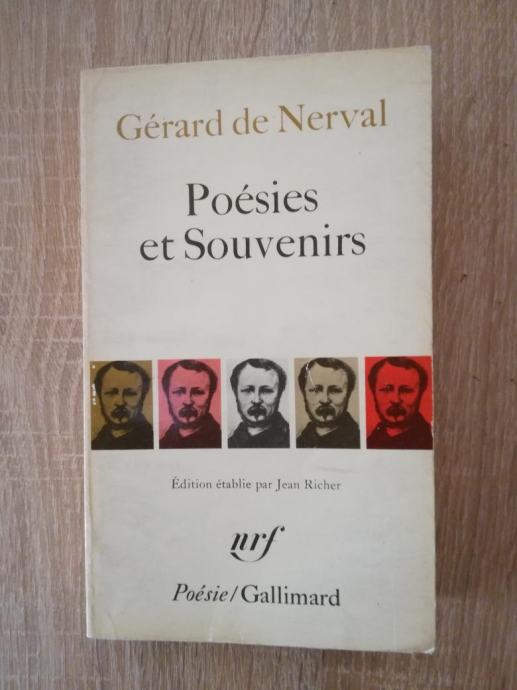 Gérard de Nerval
Poésies
et Souvenirs
Édition établie par Jean Richer
nrf
Poésie/Gallimard